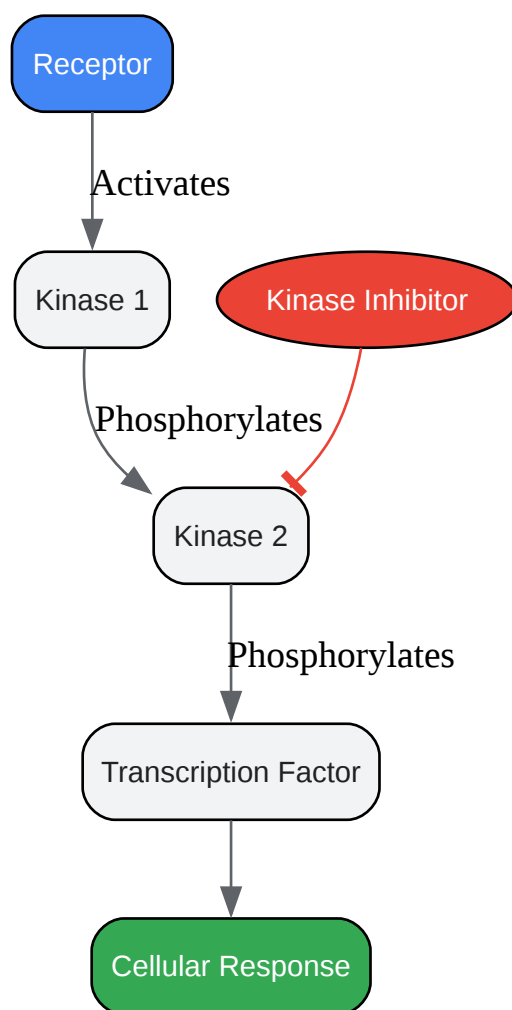 Receptor
Activates
Kinase 1
Kinase Inhibitor
Phosphorylates
Kinase 2
Phosphorylates
Transcription Factor
Cellular Response